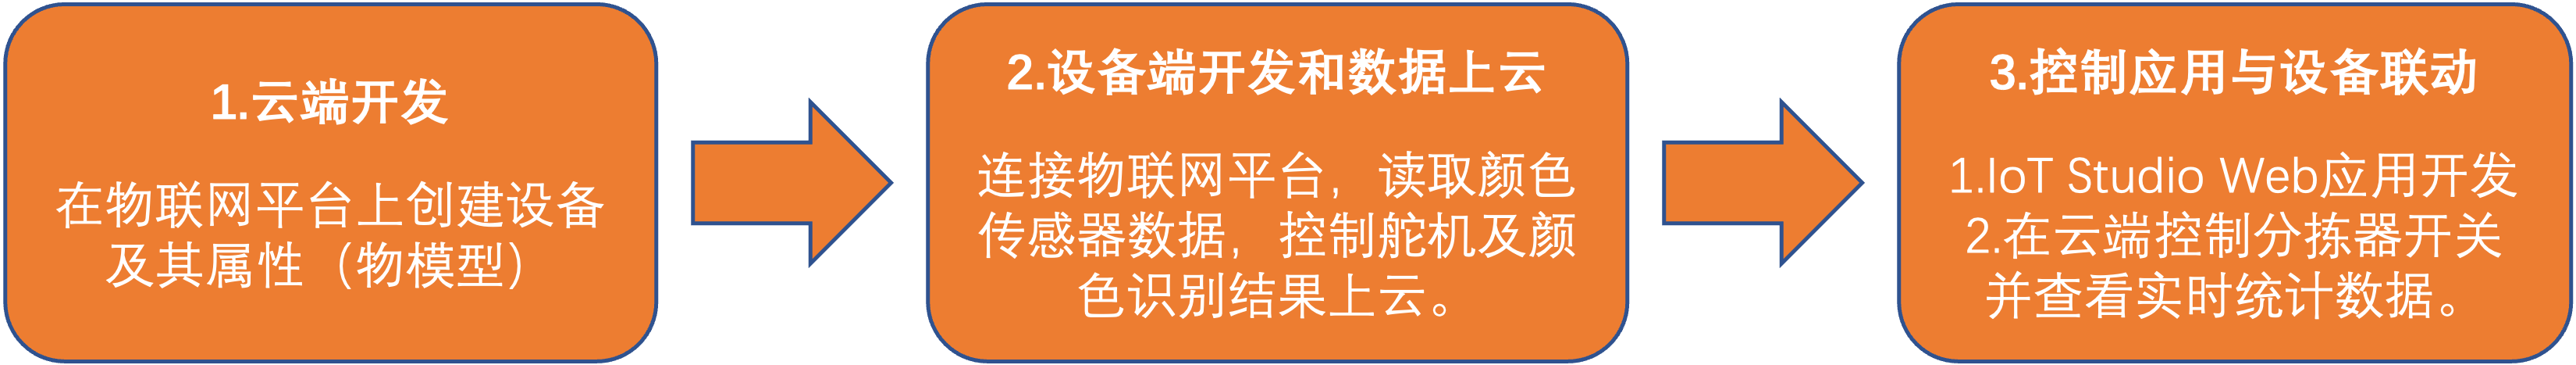 1.云端开发
在物联网平台上创建设备
及其属性（物模型）
2.设备端开发和数据上云
连接物联网平台，读取颜色
传感器数据，控制舵机及颜
色识别结果上云。
3.控制应用与设备联动
1.IoT Studio Web应用开发
2.在云端控制分拣器开关
并查看实时统计数据。